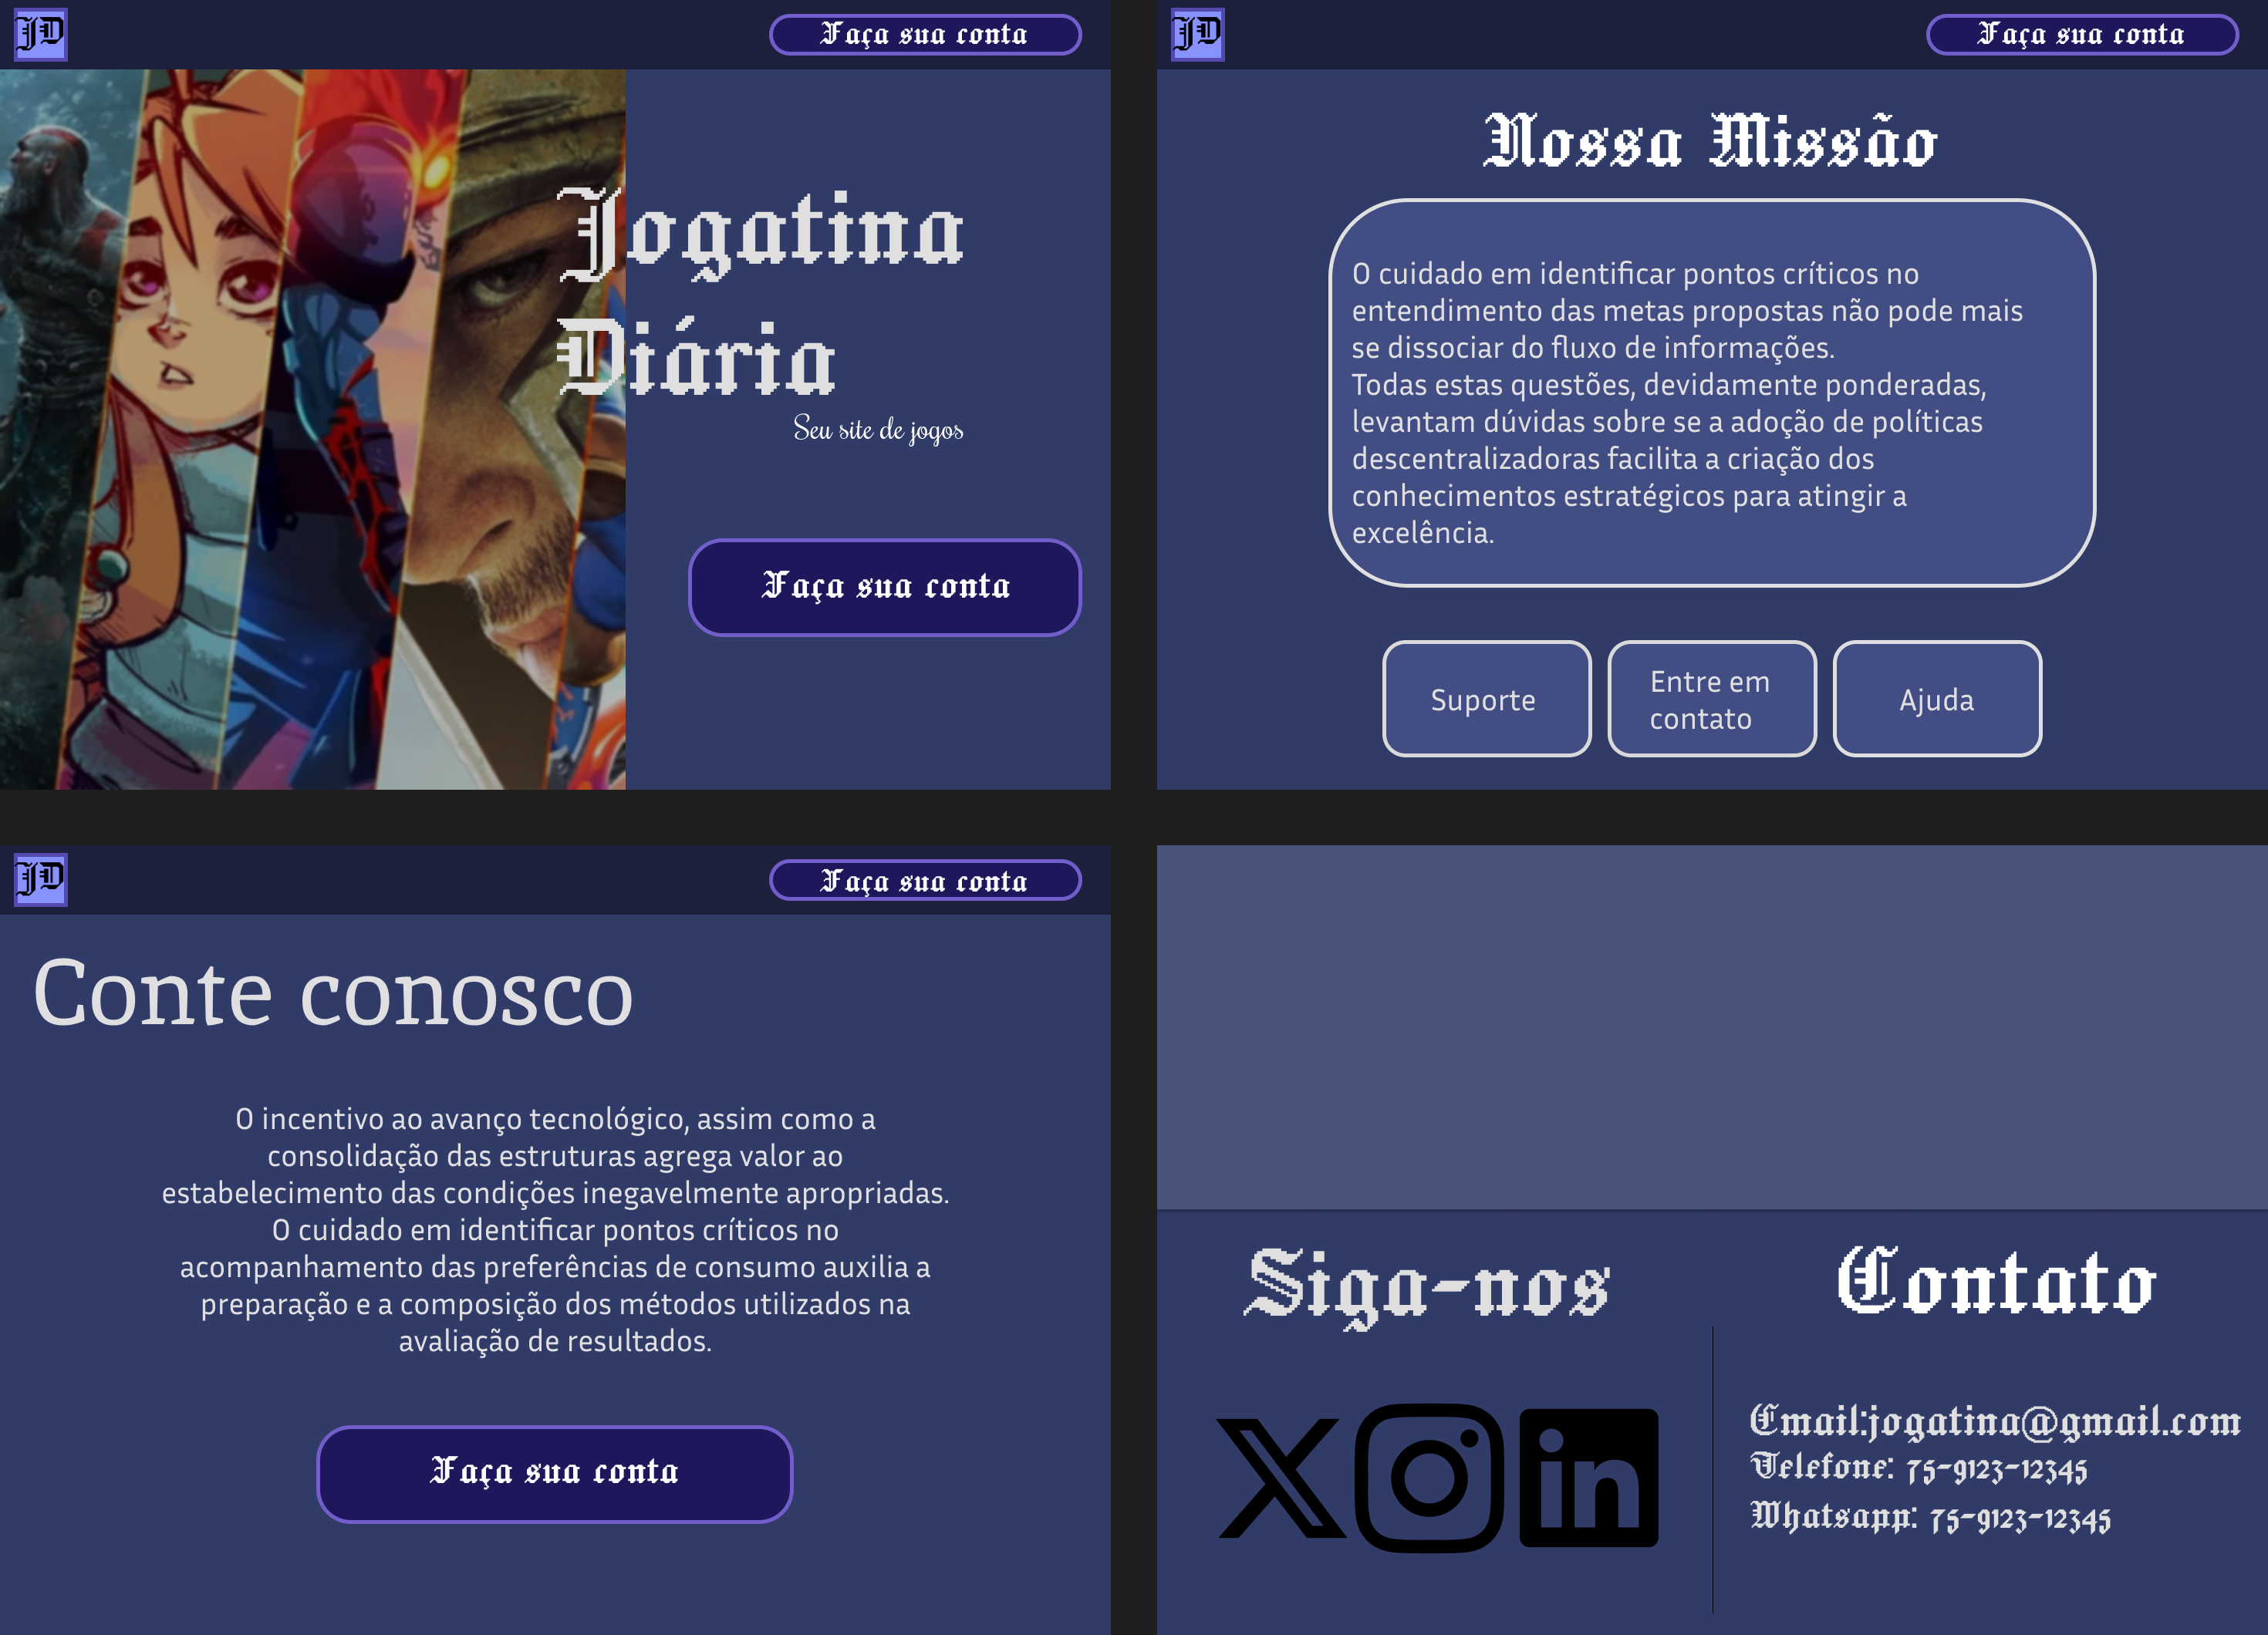 JD
Faça sua conta
Jogatina
Diária
Seu site de jogos
Faça sua conta
JD
Faça sua conta
Nossa Missão
O cuidado em identificar pontos críticos no
entendimento das metas propostas não pode mais
se dissociar do fluxo de informações.
Todas estas questões, devidamente ponderadas,
levantam dúvidas sobre se a adoção de políticas
descentralizadoras facilita a criação dos
conhecimentos estratégicos para atingir a
excelência.
Suporte
Entre em
contato
Ajuda
JD
Faça sua conta
Conte conosco
O incentivo ao avanço tecnológico, assim como a
consolidação das estruturas agrega valor ao
estabelecimento das condições inegavelmente apropriadas.
O cuidado em identificar pontos críticos no
acompanhamento das preferências de consumo auxilia a
preparação e a composição dos métodos utilizados na
avaliação de resultados.
Faça sua conta
Siga-nos
X
in
Contato
Email:jogatina@gmail.com
Telefone: 75-9123-12345
Whatsapp: 75-9123-12345